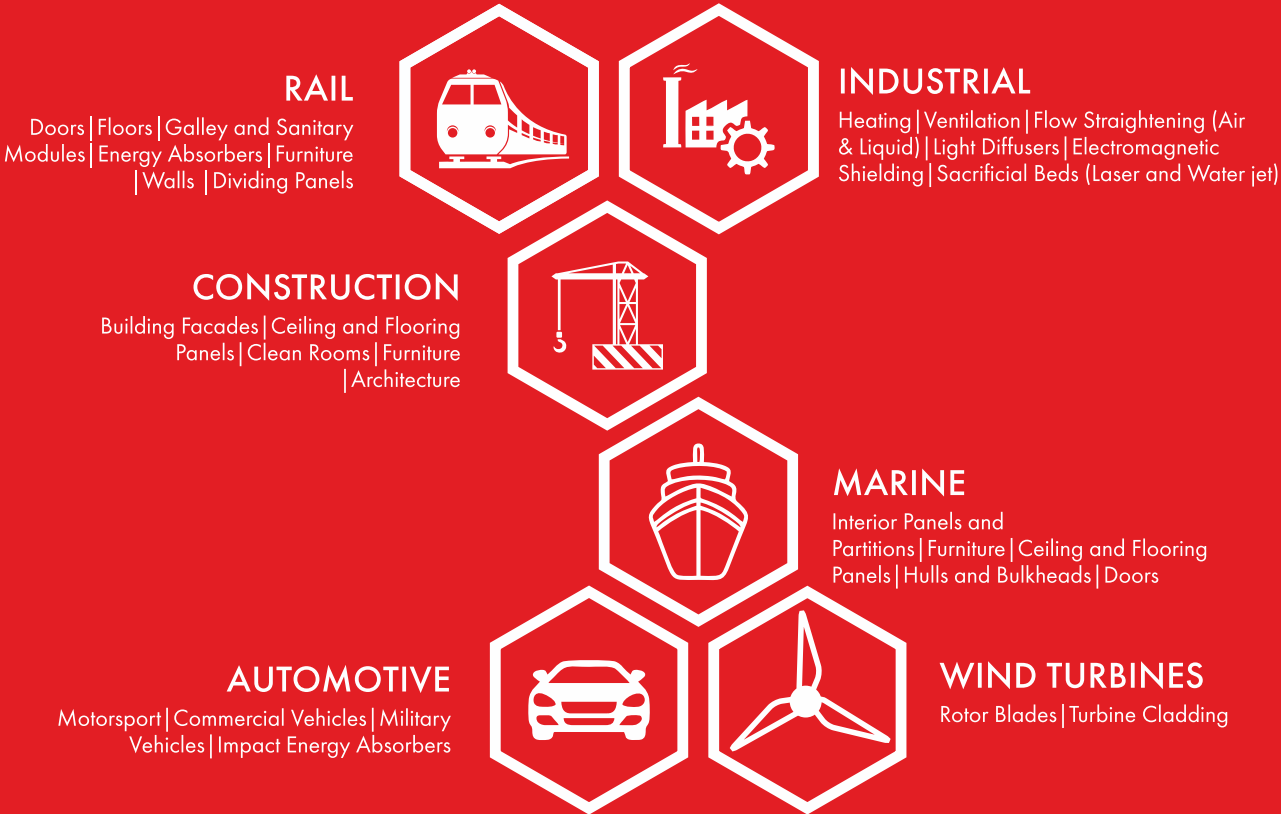 RAIL
Doors|Floors|Galley and Sanitary
Modules|Energy Absorbers|Furniture
|Walls |Dividing Panels
INDUSTRIAL
Heating|Ventilation|Flow Straightening (Air
& Liquid)|Light Diffusers|Electromagnetic
Shielding|Sacrificial Beds (Laser and Water jet)
CONSTRUCTION
Building Facades|Ceiling and Flooring
Panels|Clean Rooms|Furniture
|Architecture
MARINE
Interior Panels and
Partitions|Furniture|Ceiling and Flooring
Panels|Hulls and Bulkheads|Doors
AUTOMOTIVE
Motorsport|Commercial Vehicles|Military
Vehicles|Impact Energy Absorbers
WIND TURBINES
Rotor Blades|Turbine Cladding